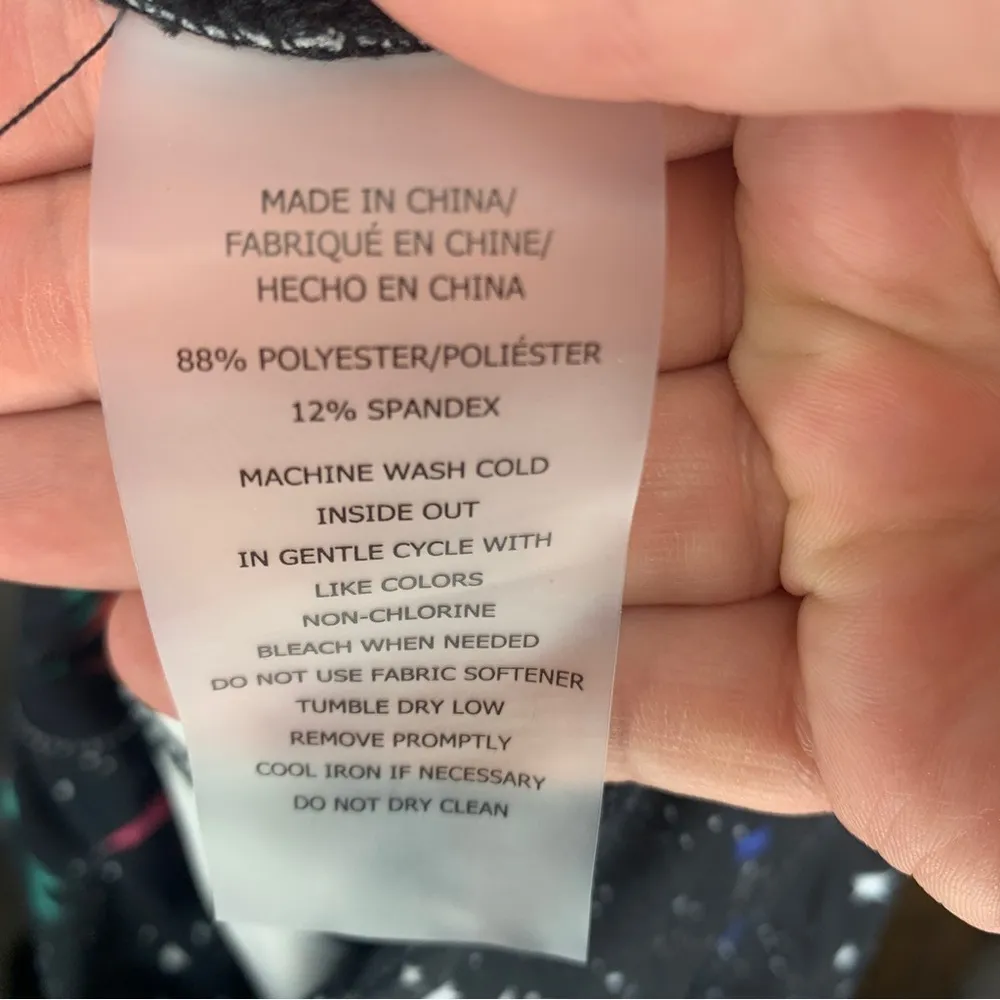 MADE IN CHINA/
FABRIQUÉ EN CHINE/
HECHO EN CHINA
88% POLYESTER/POLIÉSTER
12% SPANDEX
MACHINE WASH COLD
INSIDE OUT
IN GENTLE CYCLE WITH
LIKE COLORS
NON-CHLORINE
BLEACH WHEN NEEDED
DO NOT USE FABRIC SOFTENER
TUMBLE DRY LOW
REMOVE PROMPTLY
COOL IRON IF NECESSARY
DO NOT DRY CLEAN